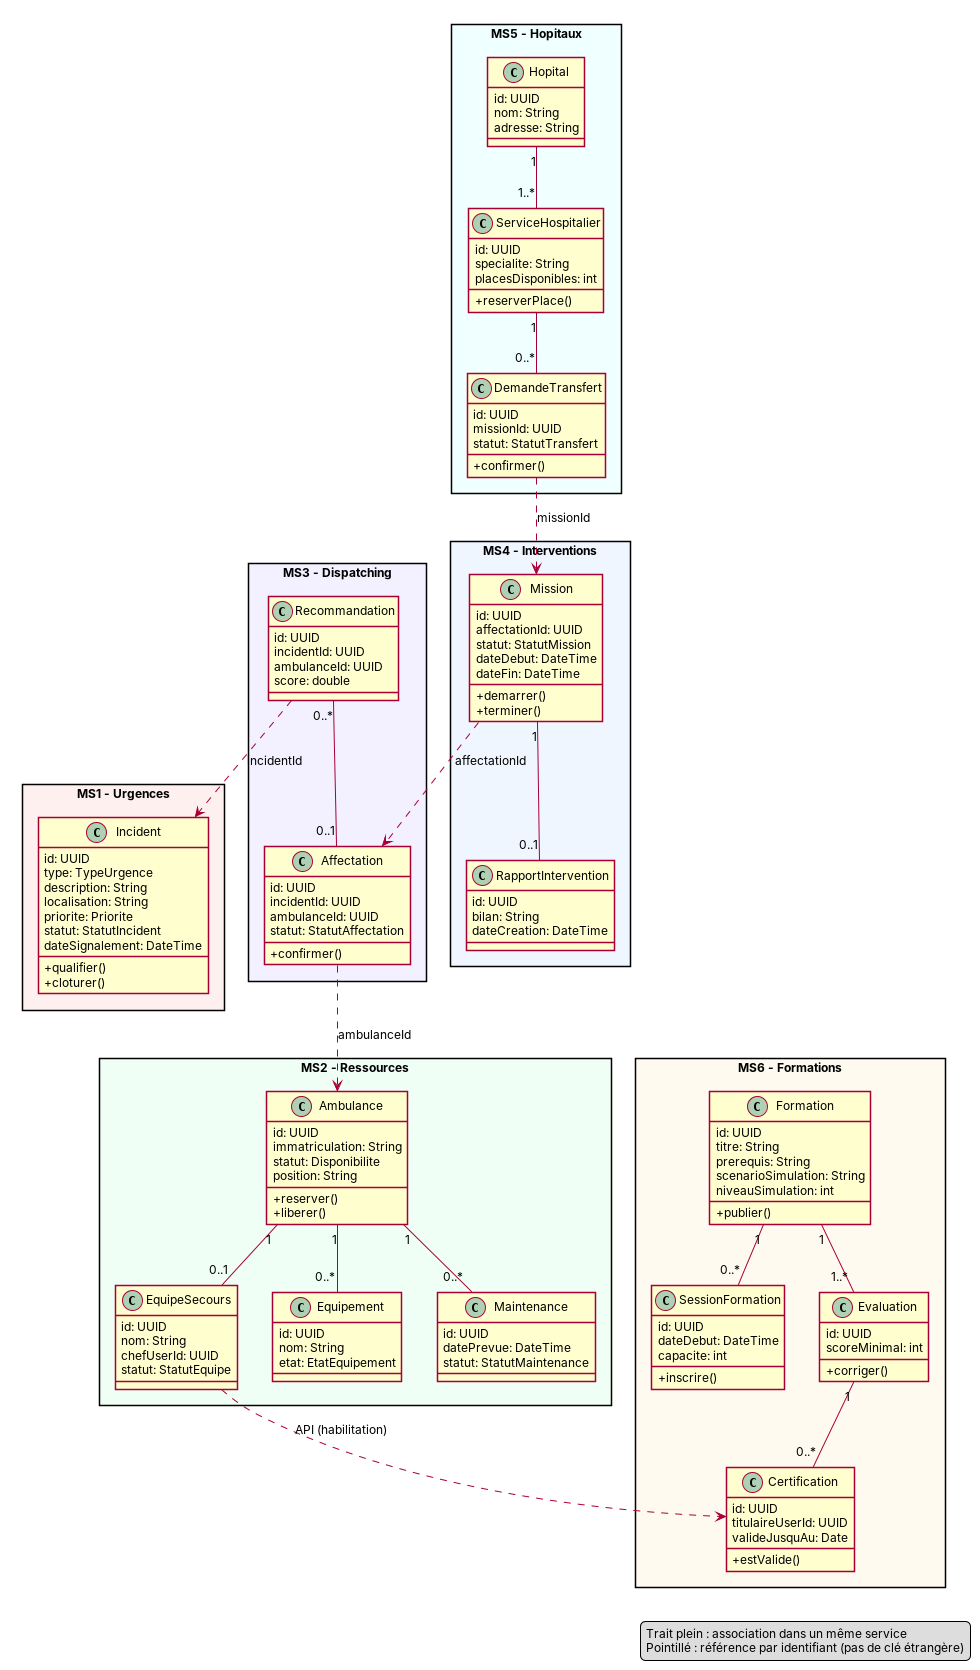 MS5 - Hopitaux
C Hopital
id: UUID
nom: String
adresse: String
1
1..*
C ServiceHospitalier
id: UUID
specialite: String
placesDisponibles: int
+reserverPlace()
1
0..*
C DemandeTransfert
id: UUID
missionId: UUID
statut: StatutTransfert
+confirmer()
missionId
MS4 - Interventions
C Mission
id: UUID
affectationId: UUID
statut: StatutMission
dateDebut: DateTime
dateFin: DateTime
+demarrer()
+terminer()
1
affectationId
0..1
C RapportIntervention
id: UUID
bilan: String
dateCreation: DateTime
MS3 - Dispatching
C Recommandation
id: UUID
incidentId: UUID
ambulanceId: UUID
score: double
0..*
incidentId
0..1
C Affectation
id: UUID
incidentId: UUID
ambulanceId: UUID
statut: StatutAffectation
+confirmer()
ambulanceId
MS1 - Urgences
C Incident
id: UUID
type: TypeUrgence
description: String
localisation: String
priorite: Priorite
statut: StatutIncident
dateSignalement: DateTime
+qualifier()
+cloturer()
MS2 - Ressources
C Ambulance
id: UUID
immatriculation: String
statut: Disponibilite
position: String
+reserver()
+liberer()
1 1 1
0..1 0..* 0..*
C EquipeSecours
id: UUID
nom: String
chefUserId: UUID
statut: StatutEquipe
C Equipement
id: UUID
nom: String
etat: EtatEquipement
C Maintenance
id: UUID
datePrevue: DateTime
statut: StatutMaintenance
API (habilitation)
MS6 - Formations
C Formation
id: UUID
titre: String
prerequis: String
scenarioSimulation: String
niveauSimulation: int
+publier()
1 1
0..* 1..*
C SessionFormation
id: UUID
dateDebut: DateTime
capacite: int
+inscrire()
C Evaluation
id: UUID
scoreMinimal: int
+corriger()
1
0..*
C Certification
id: UUID
titulaireUserId: UUID
valideJusquAu: Date
+estValide()
Trait plein : association dans un même service
Pointillé : référence par identifiant (pas de clé étrangère)